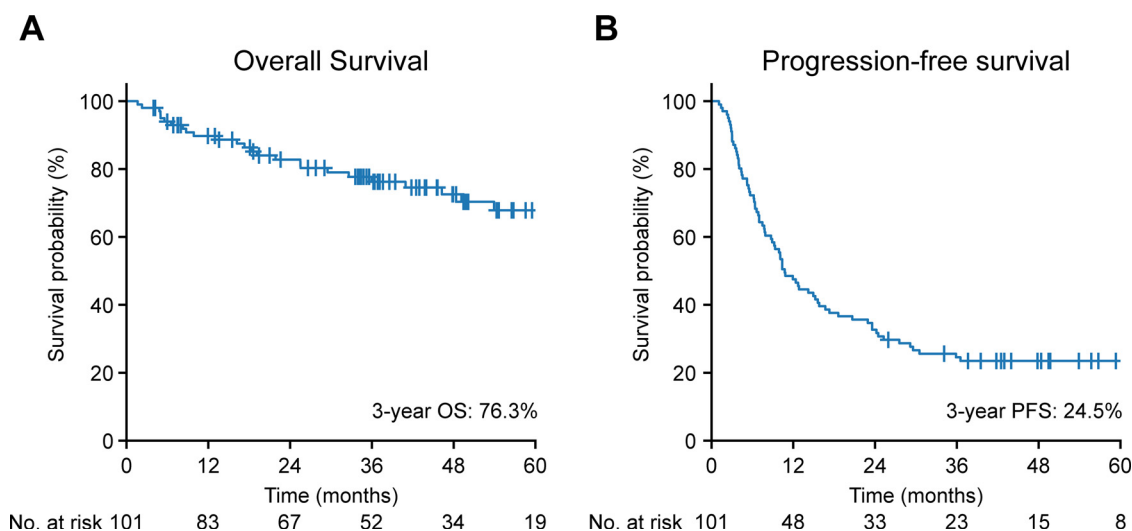 A
Overall Survival
Survival probability (%)
100
80
60
40
20
0
3-year OS: 76.3%
0 12 24 36 48 60
Time (months)
No. at risk 101 83 67 52 34 19
B
Progression-free survival
Survival probability (%)
100
80
60
40
20
0
3-year PFS: 24.5%
0 12 24 36 48 60
Time (months)
No. at risk 101 48 33 23 15 8